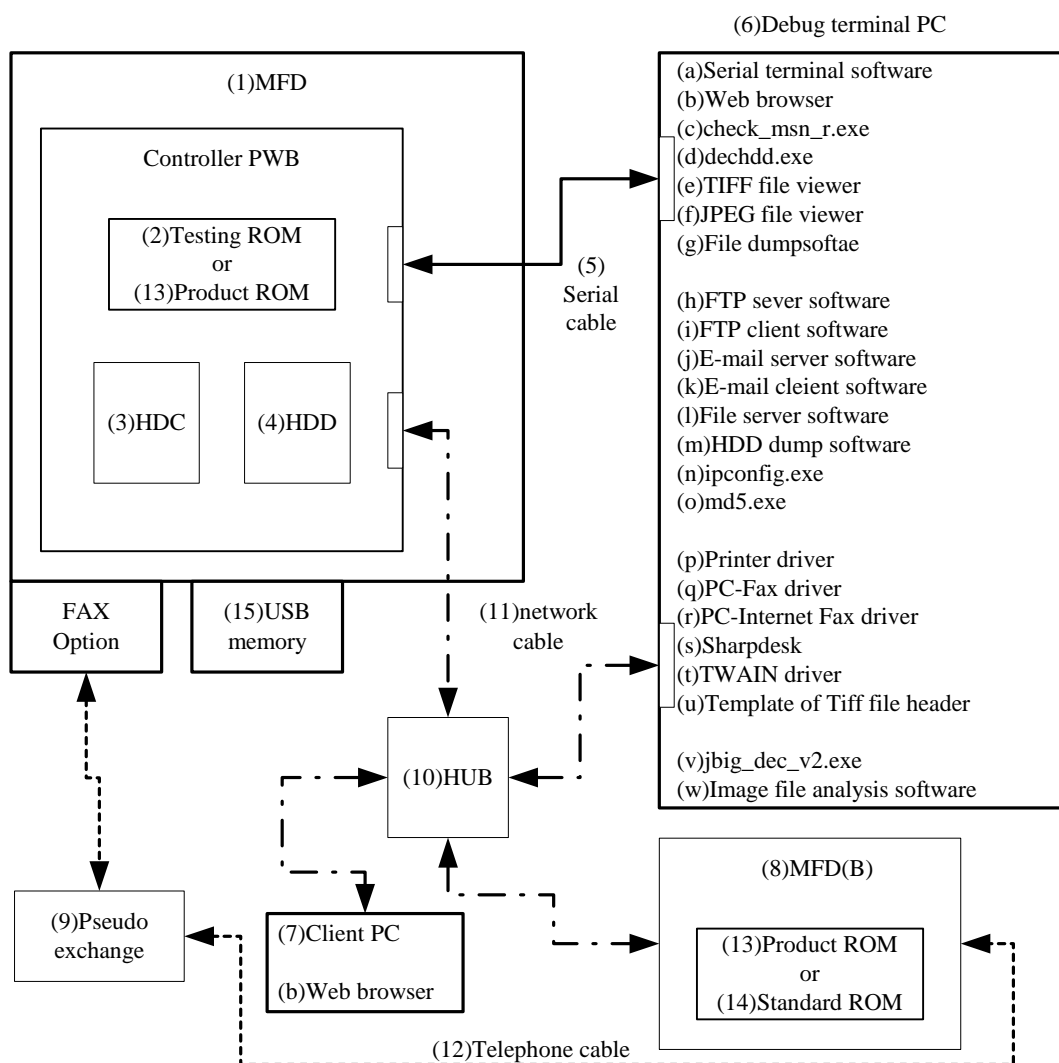 (6)Debug terminal PC
(1)MFD
Controller PWB
(2)Testing ROM
or
(13)Product ROM
(3)HDC
(4)HDD
(5)
Serial
cable
(a)Serial terminal software
(b)Web browser
(c)check_msn_r.exe
(d)dechdd.exe
(e)TIFF file viewer
(f)JPEG file viewer
(g)File dumpsoftae
(h)FTP sever software
(i)FTP client software
(j)E-mail server software
(k)E-mail cleient software
(l)File server software
(m)HDD dump software
(n)ipconfig.exe
(o)md5.exe
(p)Printer driver
(q)PC-Fax driver
(r)PC-Internet Fax driver
(s)Sharpdesk
(t)TWAIN driver
(u)Template of Tiff file header
(v)jbig_dec_v2.exe
(w)Image file analysis software
FAX
Option
(15)USB
memory
(11)network
cable
(10)HUB
(9)Pseudo
exchange
(7)Client PC
(b)Web browser
(8)MFD(B)
(13)Product ROM
or
(14)Standard ROM
(12)Telephone cable